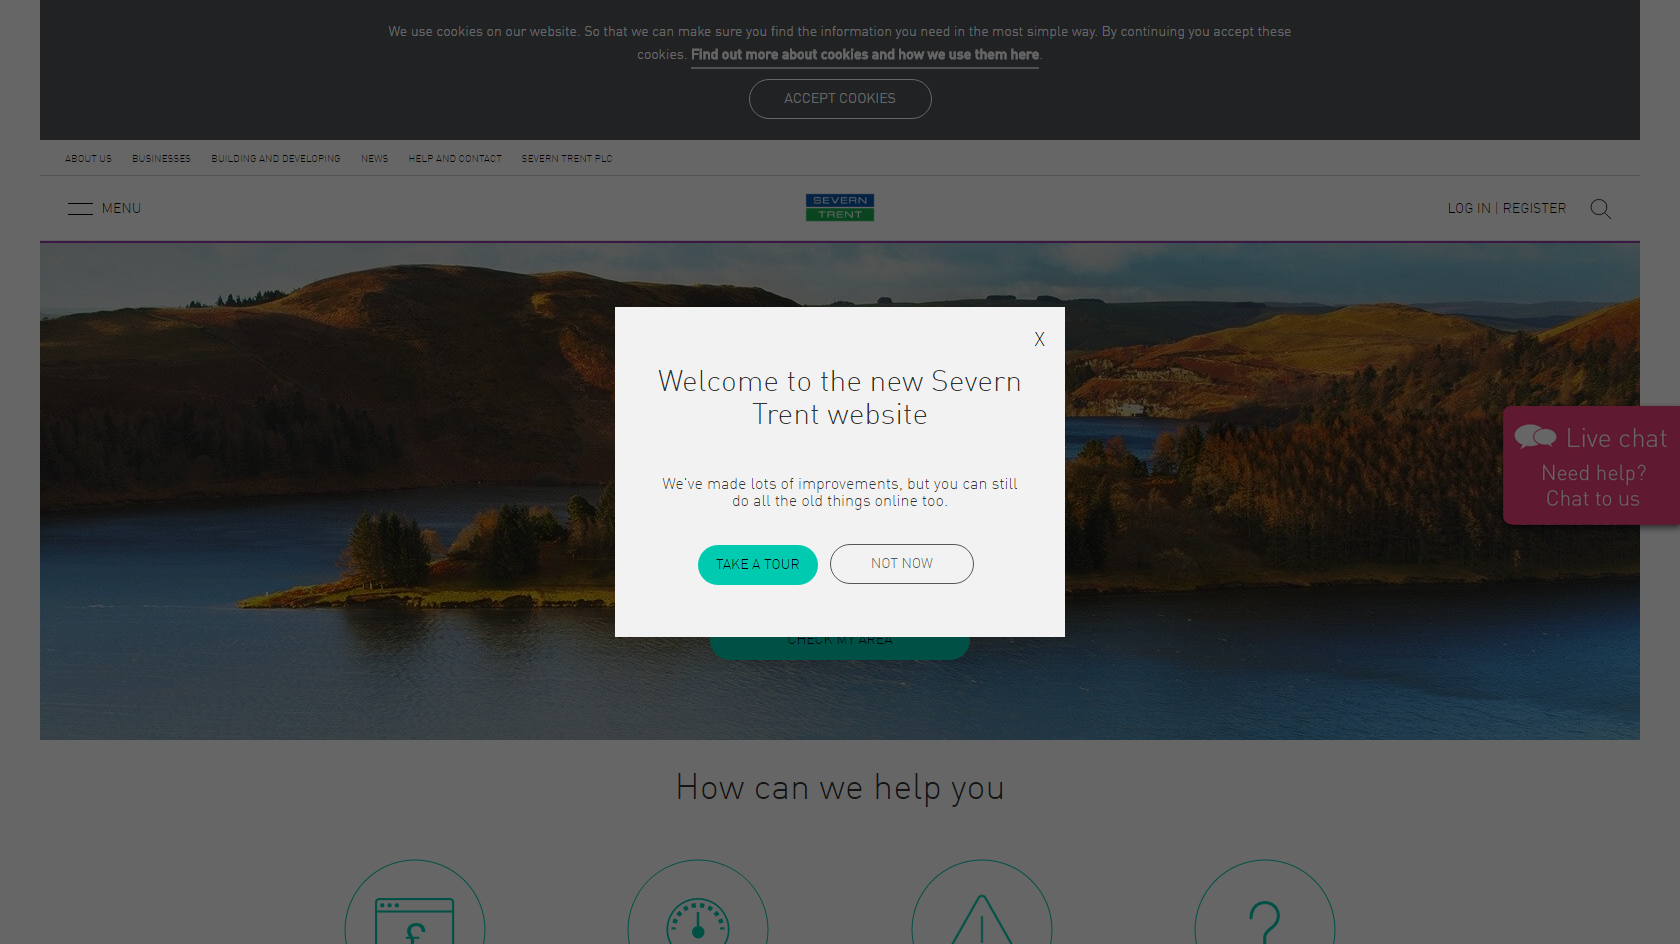 We use cookies on our website. So that we can make sure you find the information you need in the most simple way. By continuing you accept these
cookies. Find out more about cookies and how we use them here.
ACCEPT COOKIES
ABOUT US BUSINESSES BUILDING AND DEVELOPING NEWS HELP AND CONTACT SEVERN TRENT PLC
MENU
SEVERN
TRENT
LOG IN | REGISTER
X
Welcome to the new Severn
Trent website
We've made lots of improvements, but you can still
do all the old things online too.
TAKE A TOUR
NOT NOW
Live chat
Need help?
Chat to us
CHECK MY AREA
How can we help you
£
?